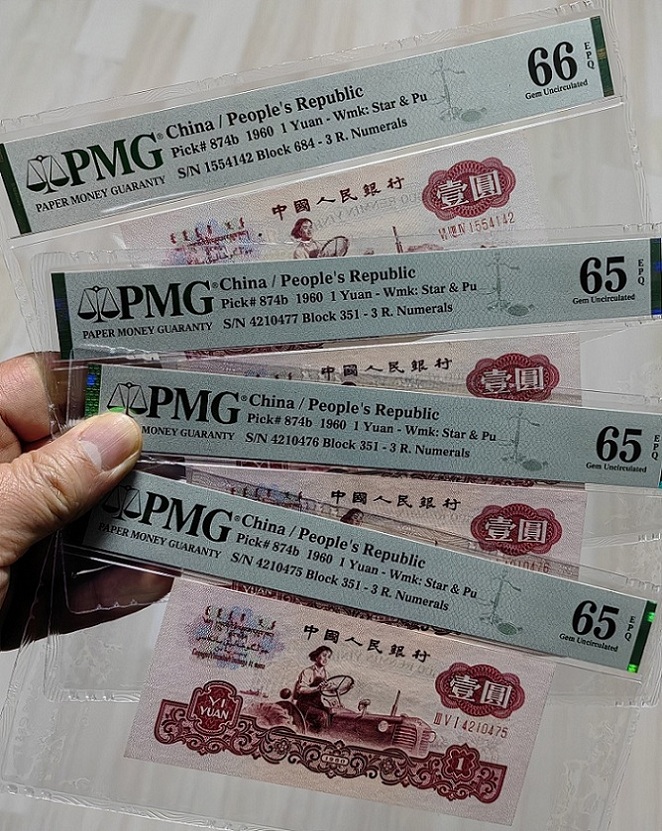 PMG
PAPER MONEY GUARANTY
China / People's Republic
Pick# 874b 1960 1 Yuan - Wmk: Star & Pu
S/N 1554142 Block 684 - 3 R. Numerals
66 EPQ
Gem Uncirculated
中國人民銀行
壹圓
1554142
PMG
PAPER MONEY GUARANTY
China / People's Republic
Pick# 874b 1960 1 Yuan - Wmk: Star & Pu
S/N 4210477 Block 351 - 3 R. Numerals
65 EPQ
Gem Uncirculated
中國人民銀行
壹圓
PMG
MONEY GUARANTY
China / People's Republic
Pick# 874b 1960 1 Yuan - Wmk: Star & Pu
S/N 4210476 Block 351 - 3 R. Numerals
65 EPQ
Gem Uncirculated
中國人民銀行
壹圓
PMG
PAPER MONEY GUARANTY
China / People's Republic
Pick# 874b 1960 1 Yuan - Wmk: Star & Pu
S/N 4210475 Block 351 - 3 R. Numerals
65 EPQ
Gem Uncirculated
中國人民銀行
壹圓
4210475
YI
YUAN
1960
1